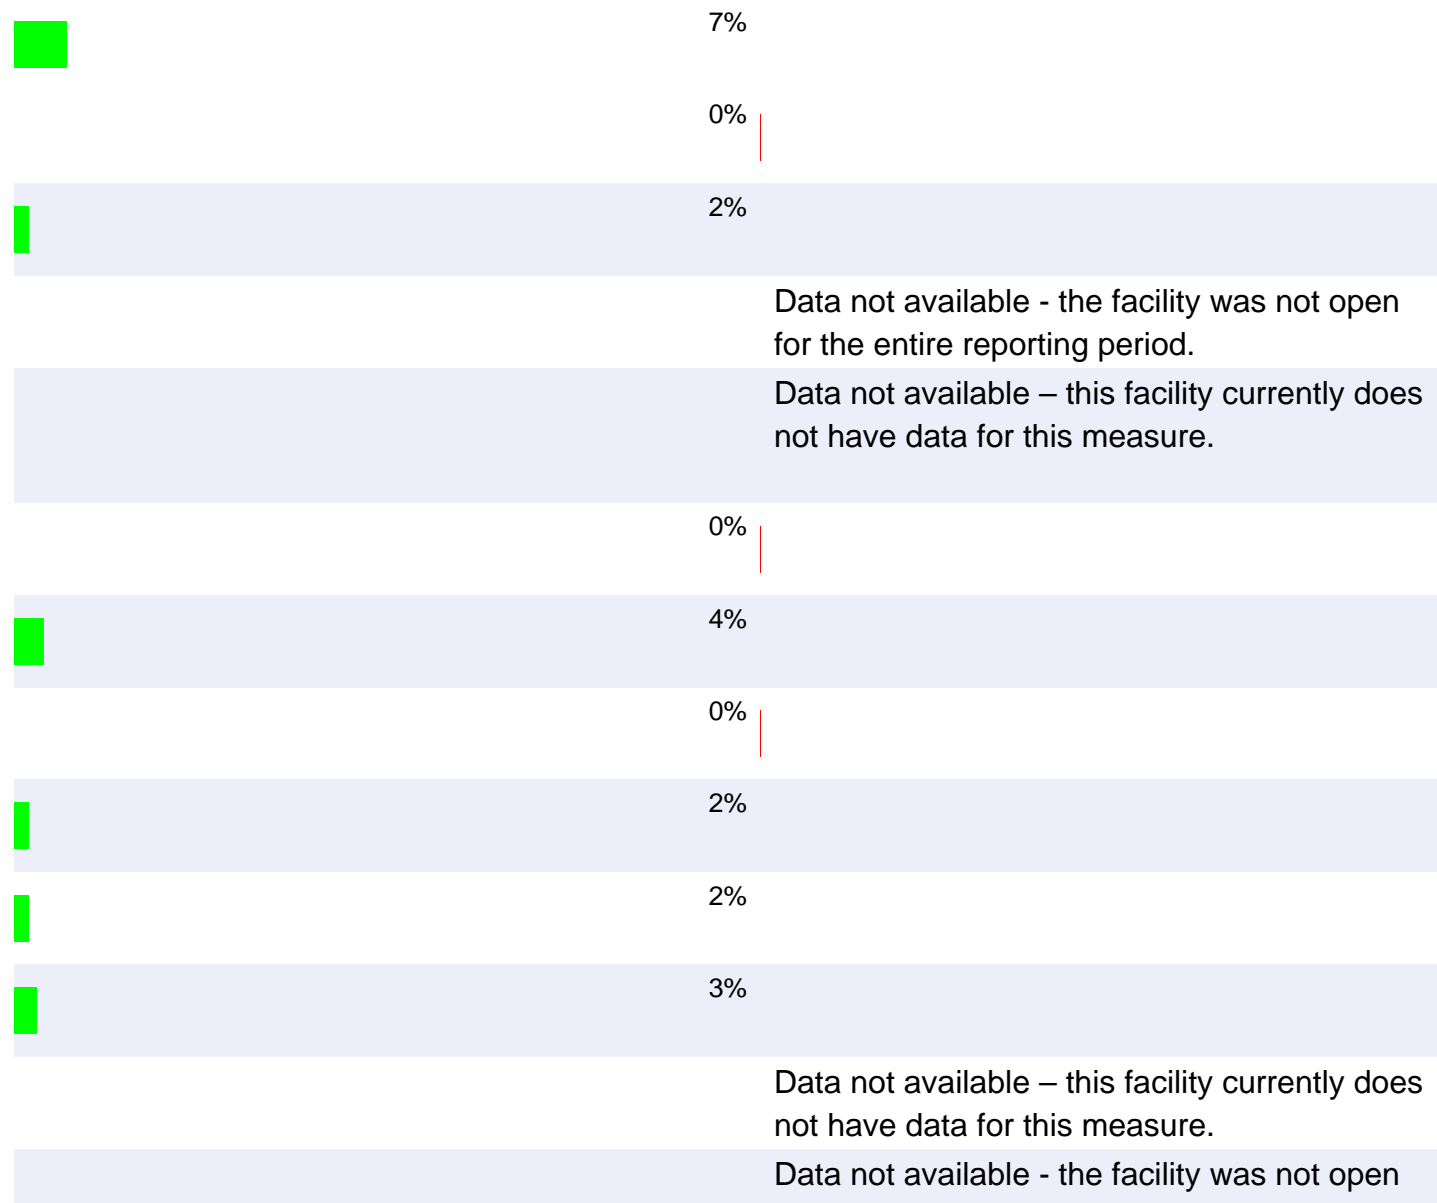 7%
0%
2%
Data not available - the facility was not open
for the entire reporting period.
Data not available – this facility currently does
not have data for this measure.
0%
4%
0%
2%
2%
3%
Data not available – this facility currently does
not have data for this measure.
Data not available - the facility was not open